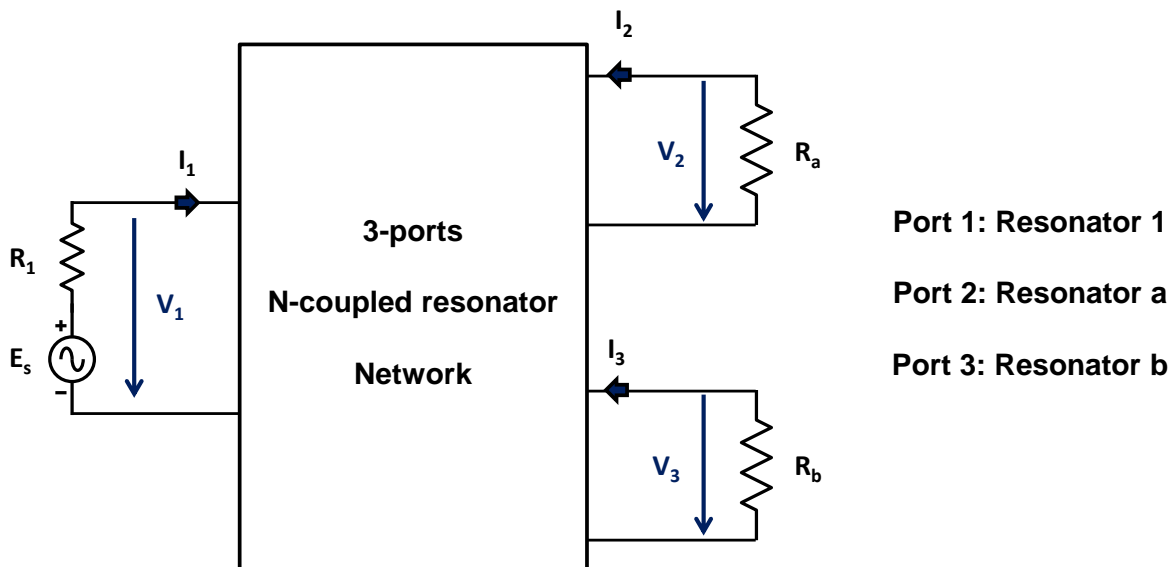 I₁
R₁
+
Eₛ
−
V₁
3-ports
N-coupled resonator
Network
I₂
V₂
Rₐ
I₃
V₃
R_b
Port 1: Resonator 1
Port 2: Resonator a
Port 3: Resonator b